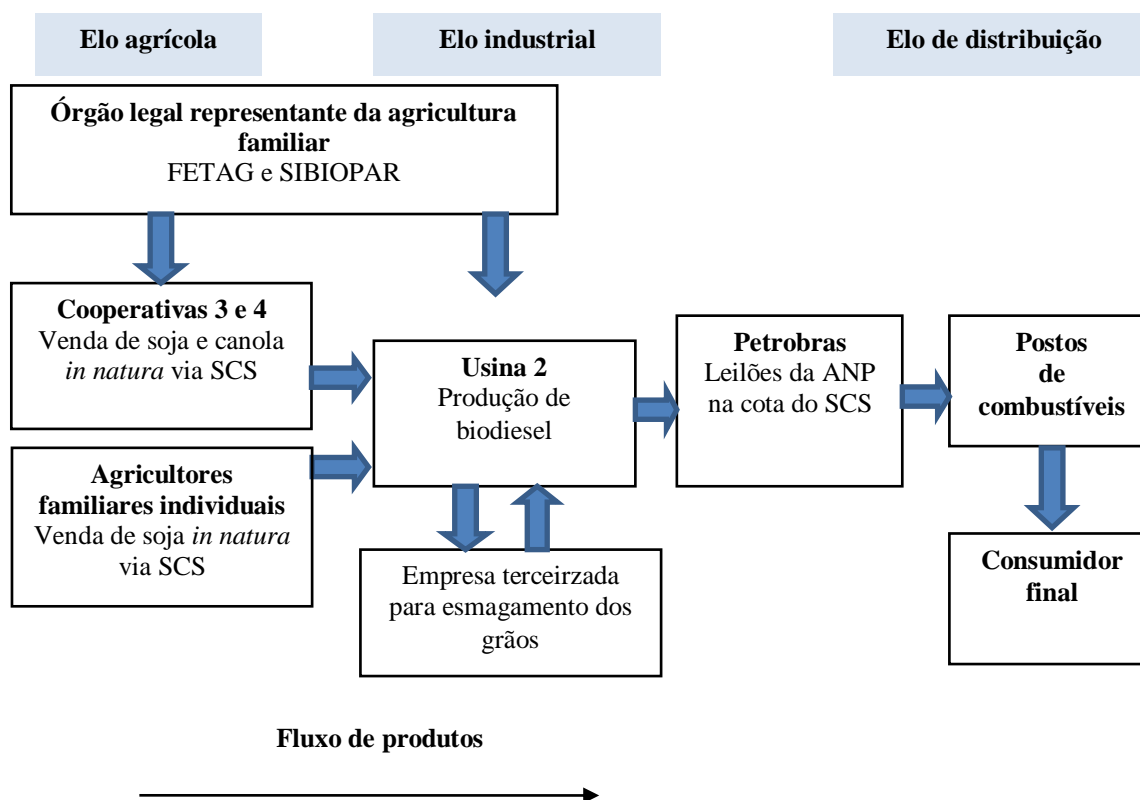 Elo agrícola
Elo industrial
Elo de distribuição
Órgão legal representante da agricultura
familiar
FETAG e SIBIOPAR
Cooperativas 3 e 4
Venda de soja e canola
in natura via SCS
Agricultores
familiares individuais
Venda de soja in natura
via SCS
Usina 2
Produção de
biodiesel
Empresa terceirzada
para esmagamento dos
grãos
Petrobras
Leilões da ANP
na cota do SCS
Postos
de
combustíveis
Consumidor
final
Fluxo de produtos